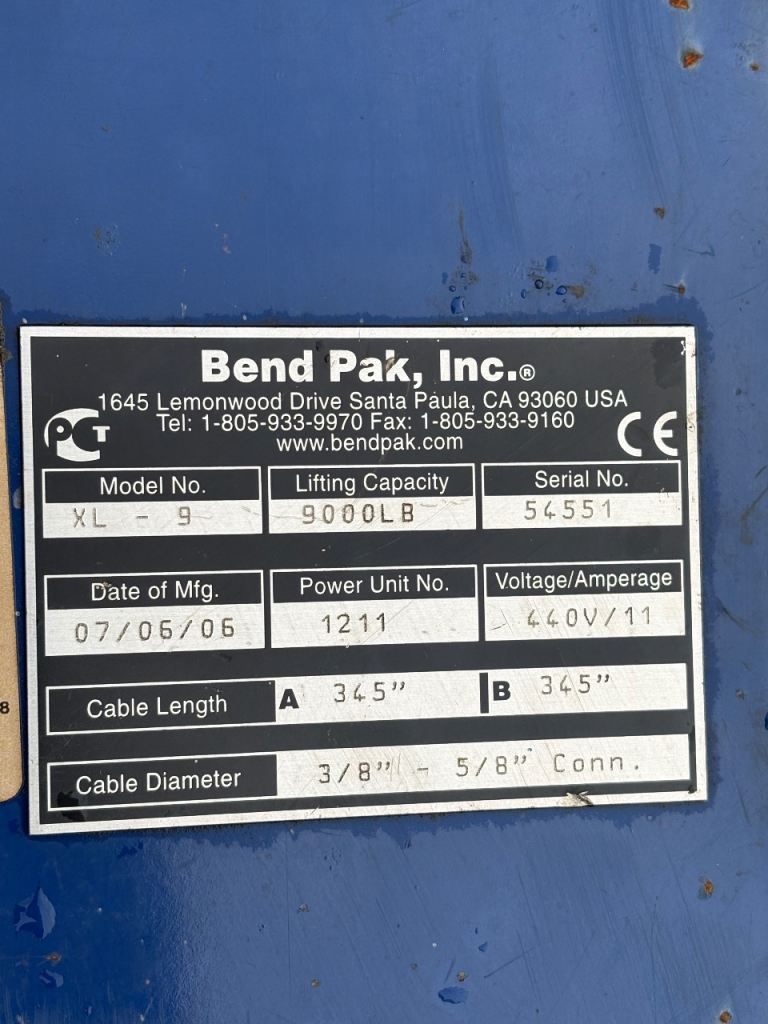 Bend Pak, Inc.®
1645 Lemonwood Drive Santa Paula, CA 93060 USA
Tel: 1-805-933-9970 Fax: 1-805-933-9160
www.bendpak.com
PCT
CE
Model No. Lifting Capacity Serial No.
XL - 9 9000LB 54551
Date of Mfg. Power Unit No. Voltage/Amperage
07/06/06 1211 440V/11
Cable Length A 345" B 345"
Cable Diameter 3/8" - 5/8" Conn.
8